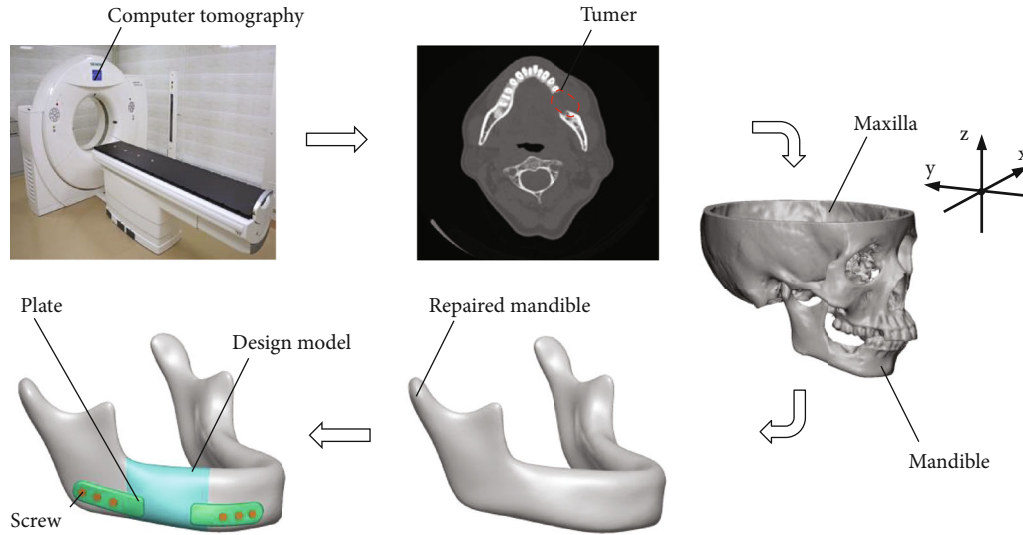 Computer tomography
Tumer
Maxilla
z
x
y
Plate
Design model
Repaired mandible
Mandible
Screw